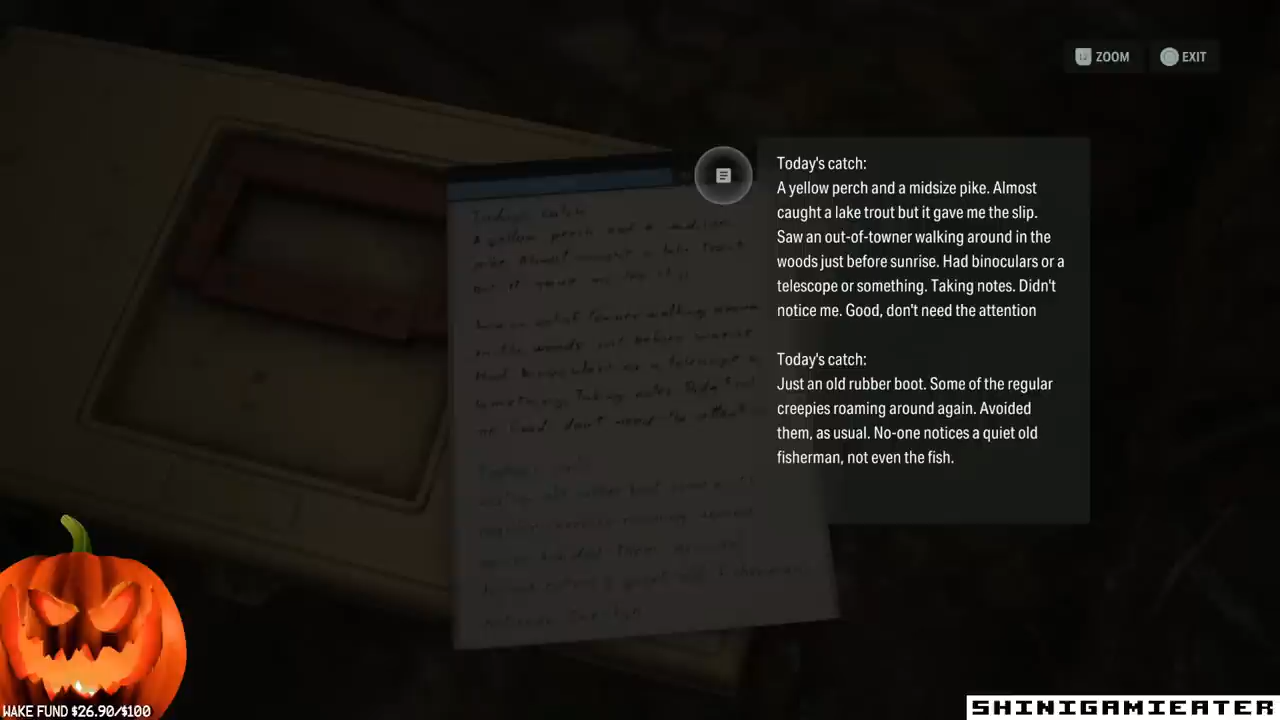 ZOOM
EXIT
Today's catch:
A yellow perch and a midsize pike. Almost
caught a lake trout but it gave me the slip.
Saw an out-of-towner walking around in the
woods just before sunrise. Had binoculars or a
telescope or something. Taking notes. Didn't
notice me. Good, don't need the attention
Today's catch:
Just an old rubber boot. Some of the regular
creepies roaming around again. Avoided
them, as usual. No-one notices a quiet old
fisherman, not even the fish.
WAKE FUND $26.90/$100
SHINIGAMIEATER